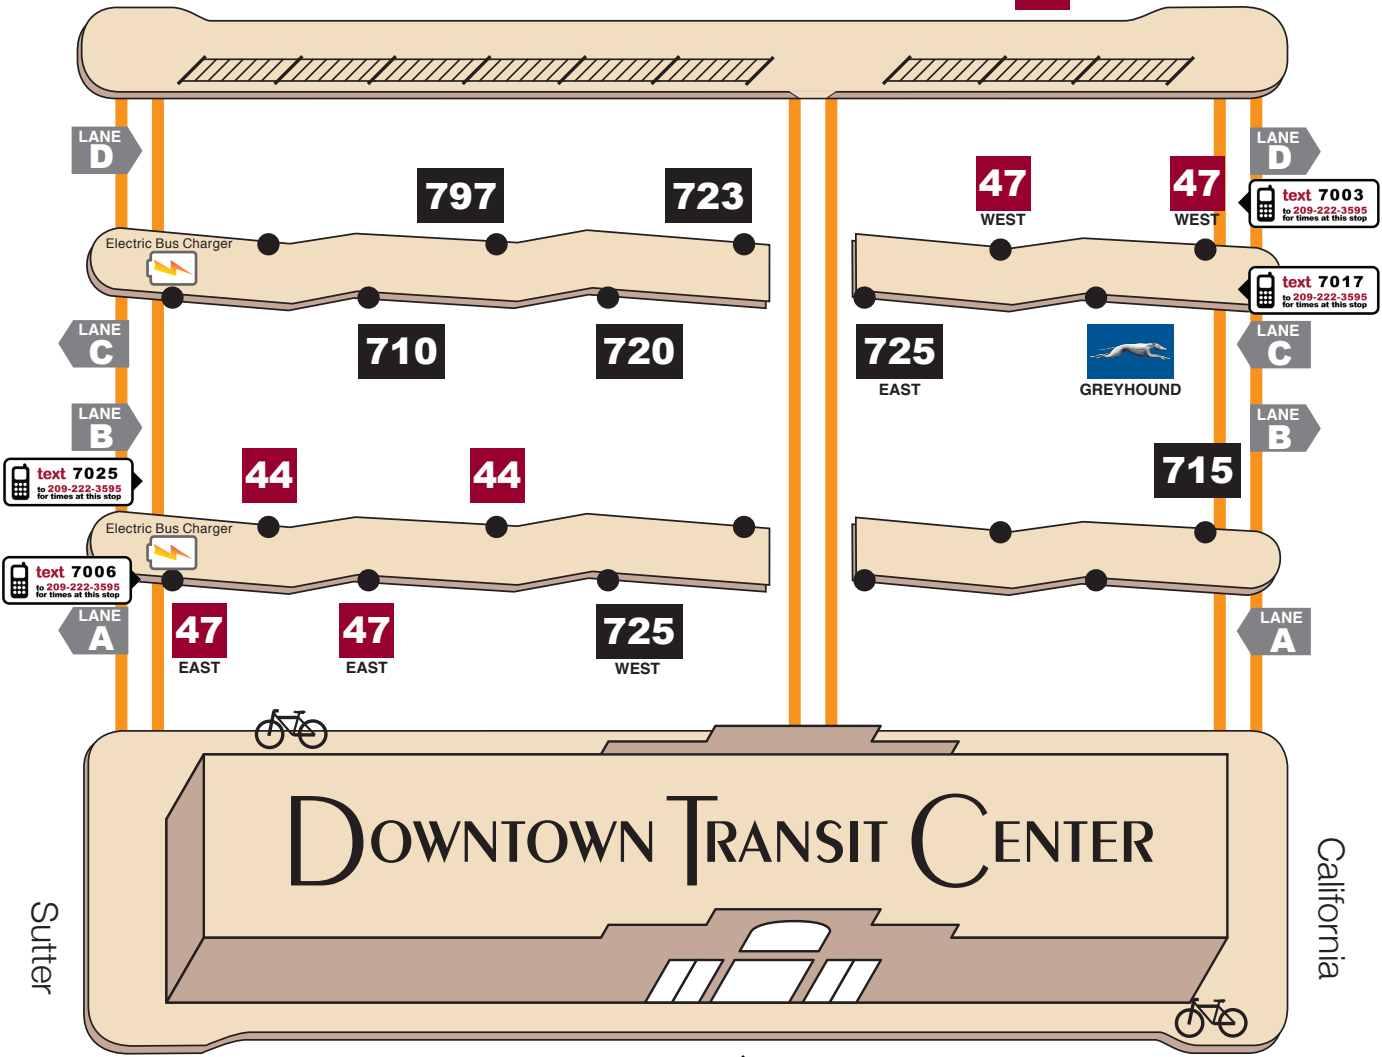 LANE
D
797
723
47
WEST
47
WEST
LANE
D
text 7003
to 209-222-3595
for times at this stop
Electric Bus Charger
text 7017
to 209-222-3595
for times at this stop
LANE
C
710
720
725
EAST
GREYHOUND
LANE
C
LANE
B
LANE
B
text 7025
to 209-222-3595
for times at this stop
44
44
715
Electric Bus Charger
text 7006
to 209-222-3595
for times at this stop
LANE
A
47
EAST
47
EAST
725
WEST
LANE
A
DOWNTOWN TRANSIT CENTER
Sutter
California